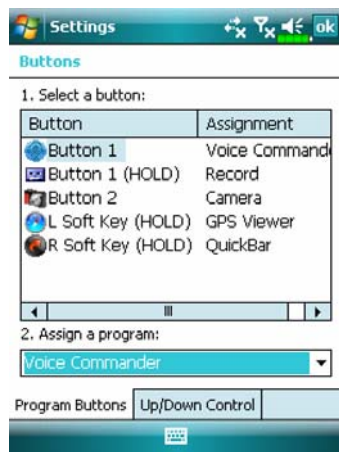 Settings ok
Buttons
1. Select a button:
Button Assignment
Button 1 Voice Command
Button 1 (HOLD) Record
Button 2 Camera
L Soft Key (HOLD) GPS Viewer
R Soft Key (HOLD) QuickBar
2. Assign a program:
Voice Commander
Program Buttons Up/Down Control